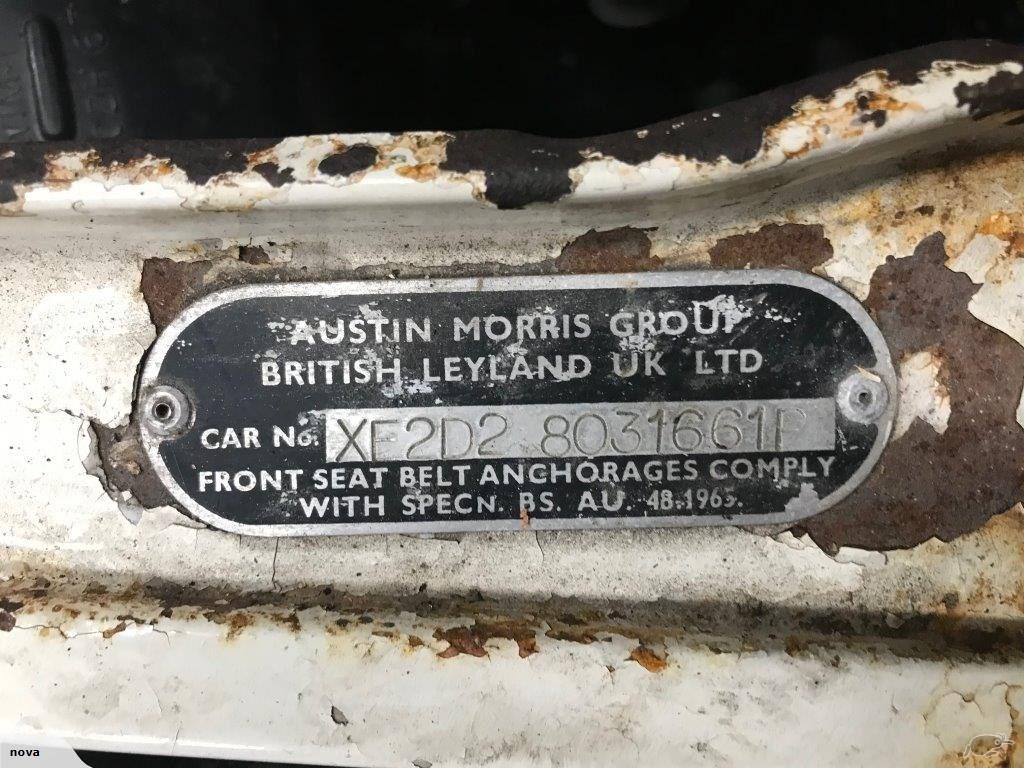 AUSTIN MORRIS GROUP
BRITISH LEYLAND UK LTD
CAR No. XE2D2 8031661P
FRONT SEAT BELT ANCHORAGES COMPLY
WITH SPECN. BS. AU. 48.1965.
nova